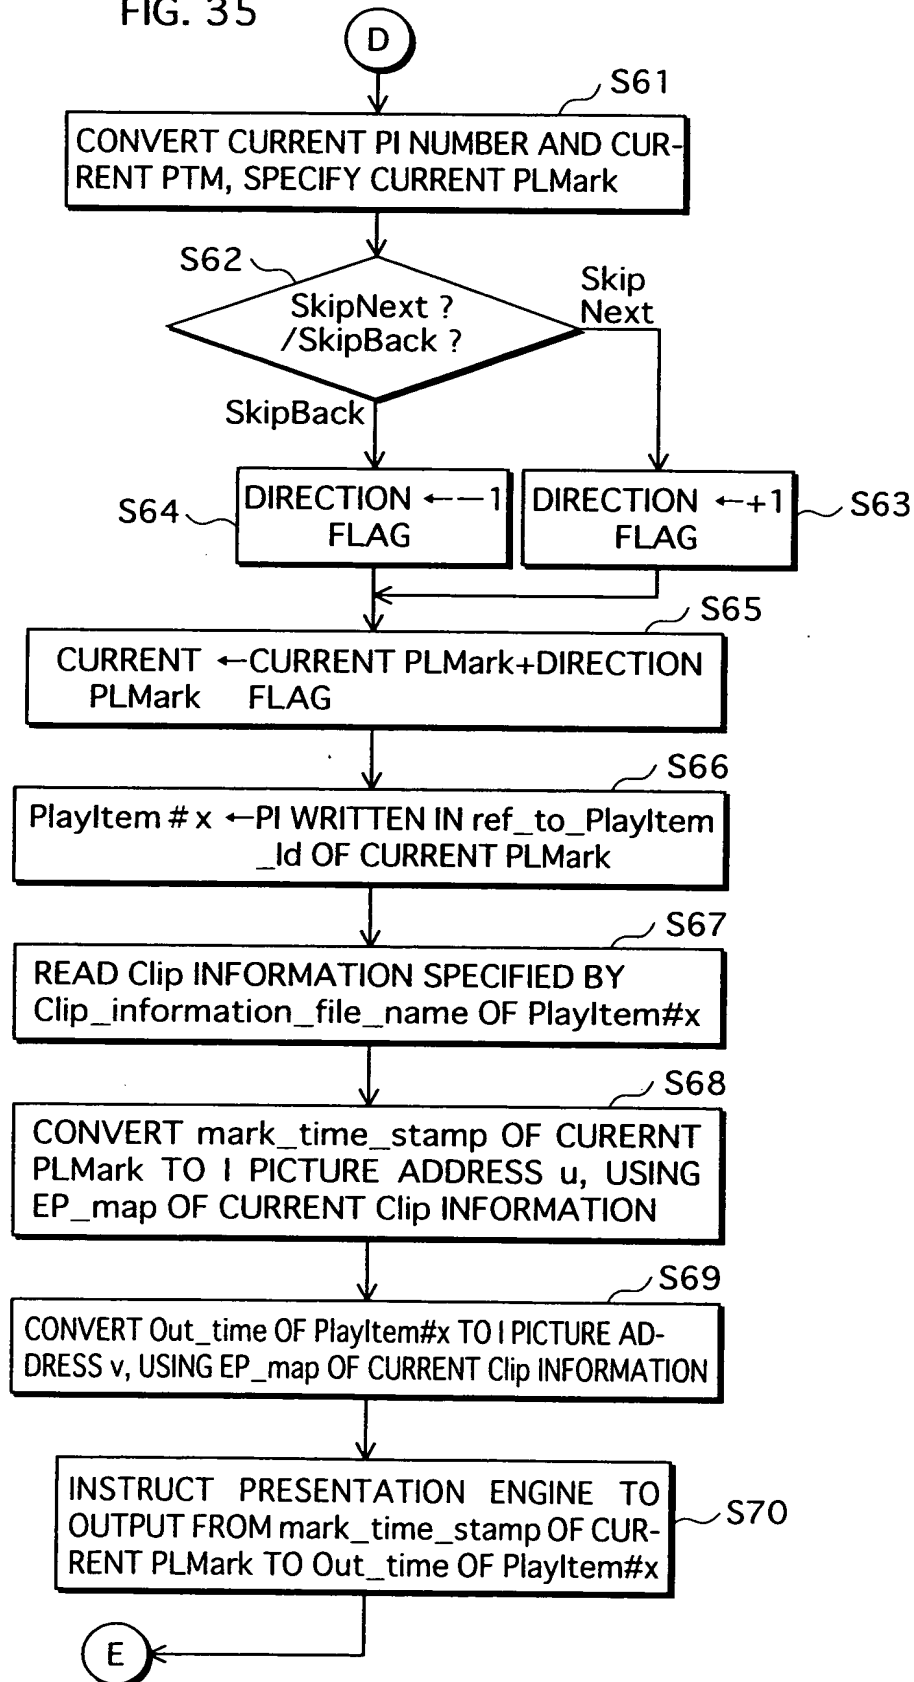 FIG. 35
D
S61
CONVERT CURRENT PI NUMBER AND CUR-
RENT PTM, SPECIFY CURRENT PLMark
S62
SkipNext ?
/SkipBack ?
Skip
Next
SkipBack
S64
DIRECTION ←−1
FLAG
DIRECTION ←+1
FLAG
S63
S65
CURRENT ←CURRENT PLMark+DIRECTION
PLMark FLAG
S66
PlayItem # x ←PI WRITTEN IN ref_to_PlayItem
_Id OF CURRENT PLMark
S67
READ Clip INFORMATION SPECIFIED BY
Clip_information_file_name OF PlayItem#x
S68
CONVERT mark_time_stamp OF CURERNT
PLMark TO I PICTURE ADDRESS u, USING
EP_map OF CURRENT Clip INFORMATION
S69
CONVERT Out_time OF PlayItem#x TO I PICTURE AD-
DRESS v, USING EP_map OF CURRENT Clip INFORMATION
INSTRUCT PRESENTATION ENGINE TO
OUTPUT FROM mark_time_stamp OF CUR-
RENT PLMark TO Out_time OF PlayItem#x
S70
E